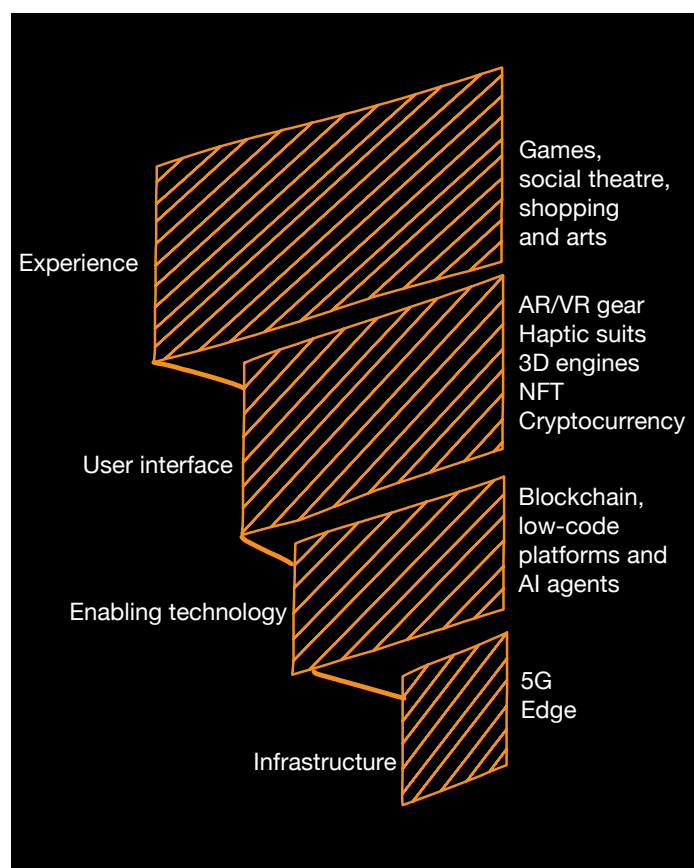 Experience
Games,
social theatre,
shopping
and arts
User interface
AR/VR gear
Haptic suits
3D engines
NFT
Cryptocurrency
Enabling technology
Blockchain,
low-code
platforms and
AI agents
Infrastructure
5G
Edge